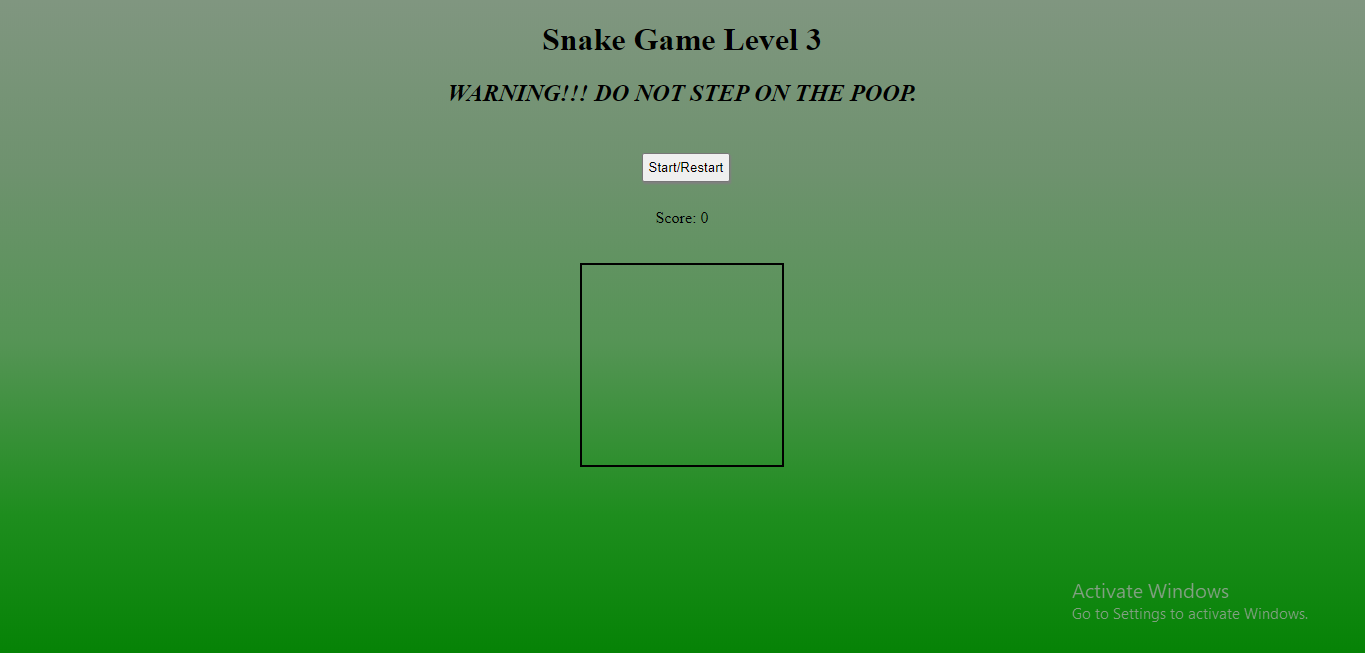 Snake Game Level 3
WARNING!!! DO NOT STEP ON THE POOP.
Start/Restart
Score: 0
Activate Windows
Go to Settings to activate Windows.